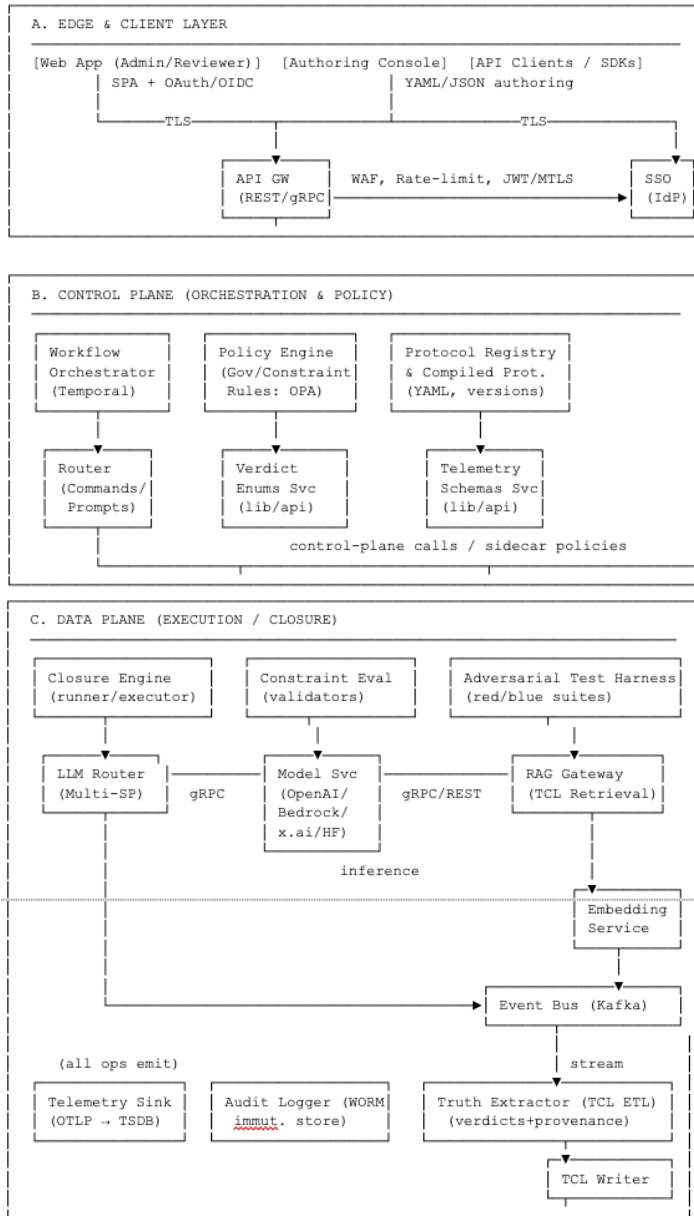 A. EDGE & CLIENT LAYER
[Web App (Admin/Reviewer)] [Authoring Console] [API Clients / SDKs]
SPA + OAuth/OIDC YAML/JSON authoring
TLS TLS
API GW WAF, Rate-limit, JWT/MTLS SSO
(REST/gRPC) (IdP)
B. CONTROL PLANE (ORCHESTRATION & POLICY)
Workflow Policy Engine Protocol Registry
Orchestrator (Gov/Constraint & Compiled Prot.
(Temporal) Rules: OPA) (YAML, versions)
Router Verdict Telemetry
(Commands/ Enums Svc Schemas Svc
Prompts) (lib/api) (lib/api)
control-plane calls / sidecar policies
C. DATA PLANE (EXECUTION / CLOSURE)
Closure Engine Constraint Eval Adversarial Test Harness
(runner/executor) (validators) (red/blue suites)
LLM Router Model Svc RAG Gateway
(Multi-SP) gRPC (OpenAI/ gRPC/REST (TCL Retrieval)
Bedrock/
x.ai/HF)
inference
Embedding
Service
Event Bus (Kafka)
(all ops emit) stream
Telemetry Sink Audit Logger (WORM Truth Extractor (TCL ETL)
(OTLP → TSDB) immut. store) (verdicts+provenance)
TCL Writer